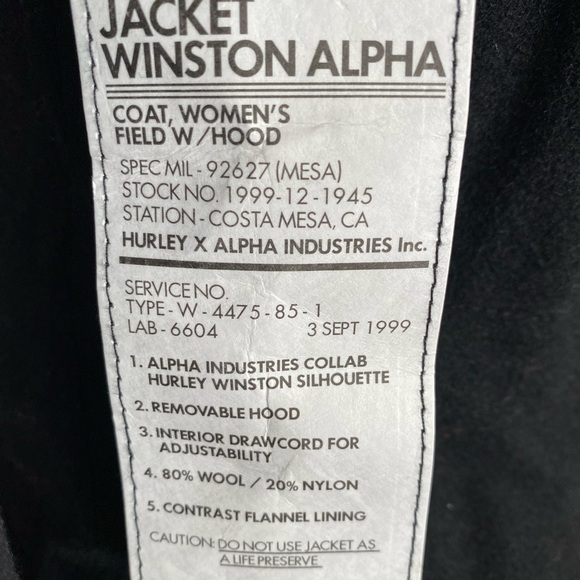 JACKET
WINSTON ALPHA
COAT, WOMEN'S
FIELD W/HOOD
SPEC MIL - 92627 (MESA)
STOCK NO. 1999-12-1945
STATION - COSTA MESA, CA
HURLEY X ALPHA INDUSTRIES Inc.
SERVICE NO.
TYPE - W - 4475 - 85 - 1
LAB - 6604 3 SEPT 1999
1. ALPHA INDUSTRIES COLLAB
HURLEY WINSTON SILHOUETTE
2. REMOVABLE HOOD
3. INTERIOR DRAWCORD FOR
ADJUSTABILITY
4. 80% WOOL / 20% NYLON
5. CONTRAST FLANNEL LINING
CAUTION: DO NOT USE JACKET AS
A LIFE PRESERVE